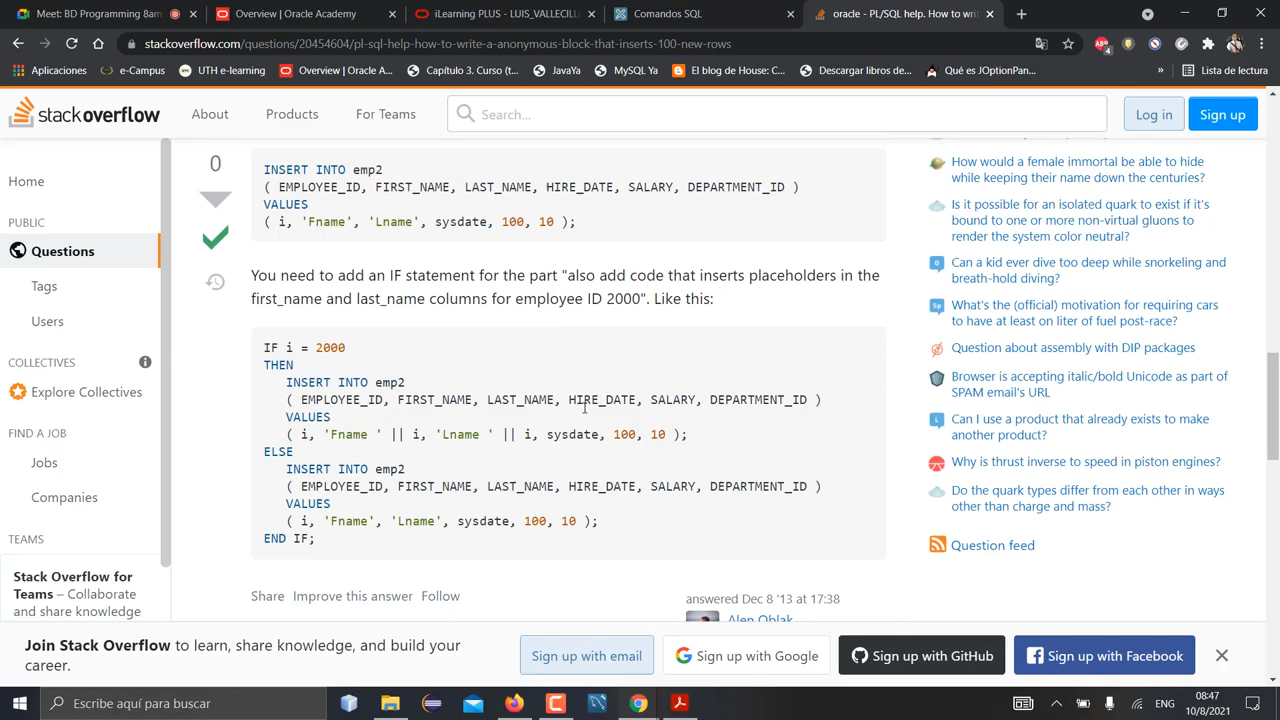 Meet: BD Programming 8am
Overview | Oracle Academy
iLearning PLUS - LUIS_VALLECILL
Comandos SQL
oracle - PL/SQL help. How to wri
stackoverflow.com/questions/20454604/pl-sql-help-how-to-write-a-anonymous-block-that-inserts-100-new-rows
4
Aplicaciones
e-Campus
UTH e-learning
Overview | Oracle A...
Capítulo 3. Curso (t...
JavaYa
MySQL Ya
El blog de House: C...
Descargar libros de...
Qué es JOptionPan...
»
Lista de lectura
stackoverflow
About
Products
For Teams
Search...
Log in
Sign up
Home
PUBLIC
Questions
Tags
Users
COLLECTIVES
Explore Collectives
FIND A JOB
Jobs
Companies
TEAMS
Stack Overflow for
Teams – Collaborate
and share knowledge
0
INSERT INTO emp2
( EMPLOYEE_ID, FIRST_NAME, LAST_NAME, HIRE_DATE, SALARY, DEPARTMENT_ID )
VALUES
( i, 'Fname', 'Lname', sysdate, 100, 10 );
You need to add an IF statement for the part "also add code that inserts placeholders in the
first_name and last_name columns for employee ID 2000". Like this:
IF i = 2000
THEN
INSERT INTO emp2
( EMPLOYEE_ID, FIRST_NAME, LAST_NAME, HIRE_DATE, SALARY, DEPARTMENT_ID )
VALUES
( i, 'Fname ' || i, 'Lname ' || i, sysdate, 100, 10 );
ELSE
INSERT INTO emp2
( EMPLOYEE_ID, FIRST_NAME, LAST_NAME, HIRE_DATE, SALARY, DEPARTMENT_ID )
VALUES
( i, 'Fname', 'Lname', sysdate, 100, 10 );
END IF;
Share Improve this answer Follow
answered Dec 8 '13 at 17:38
Alen Oblak
How would a female immortal be able to hide
while keeping their name down the centuries?
Is it possible for an isolated quark to exist if it's
bound to one or more non-virtual gluons to
render the system color neutral?
Can a kid ever dive too deep while snorkeling and
breath-hold diving?
What's the (official) motivation for requiring cars
to have at least on liter of fuel post-race?
Question about assembly with DIP packages
Browser is accepting italic/bold Unicode as part of
SPAM email's URL
Can I use a product that already exists to make
another product?
Why is thrust inverse to speed in piston engines?
Do the quark types differ from each other in ways
other than charge and mass?
Question feed
Join Stack Overflow to learn, share knowledge, and build your
career.
Sign up with email
Sign up with Google
Sign up with GitHub
Sign up with Facebook
Escribe aquí para buscar
ENG
08:47
10/8/2021